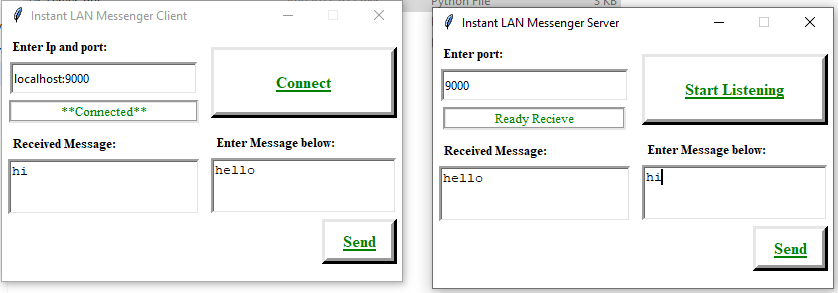 Python File
5 KB
Instant LAN Messenger Client
Enter Ip and port:
localhost:9000
Connect
**Connected**
Received Message:
Enter Message below:
hi
hello
Send
Instant LAN Messenger Server
Enter port:
9000
Start Listening
Ready Recieve
Received Message:
Enter Message below:
hello
hi
Send